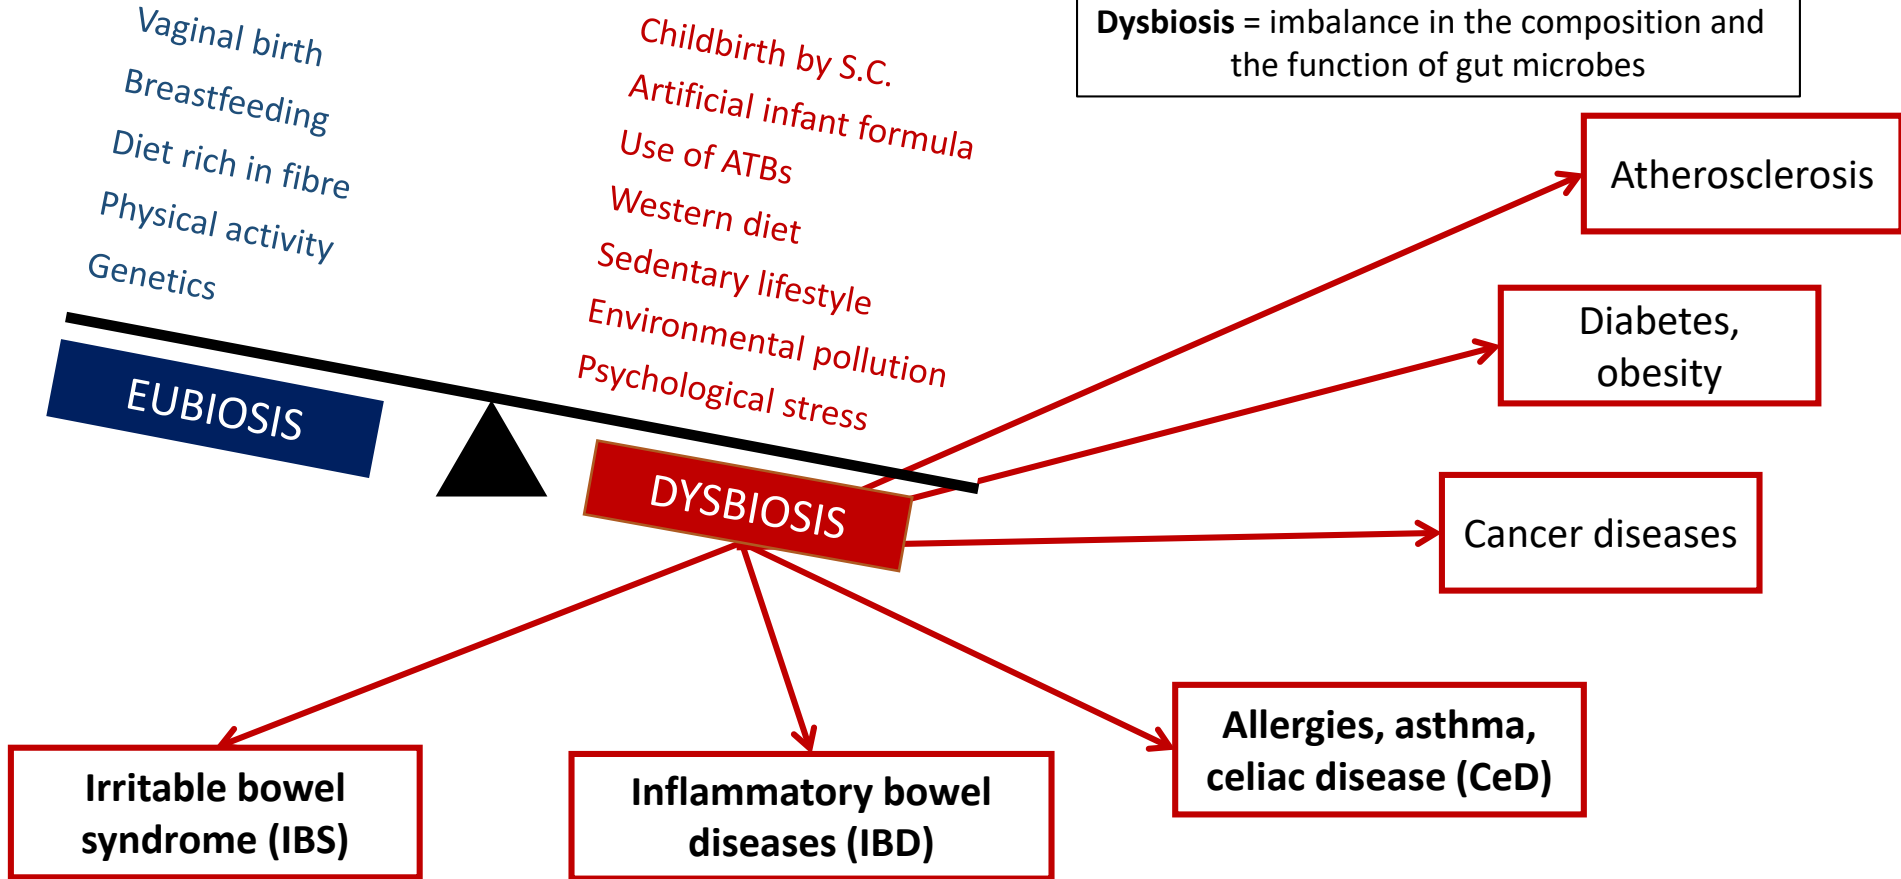 Vaginal birth
Breastfeeding
Diet rich in fibre
Physical activity
Genetics
EUBIOSIS
Childbirth by S.C.
Artificial infant formula
Use of ATBs
Western diet
Sedentary lifestyle
Environmental pollution
Psychological stress
DYSBIOSIS
Dysbiosis = imbalance in the composition and
the function of gut microbes
Atherosclerosis
Diabetes,
obesity
Cancer diseases
Allergies, asthma,
celiac disease (CeD)
Inflammatory bowel
diseases (IBD)
Irritable bowel
syndrome (IBS)